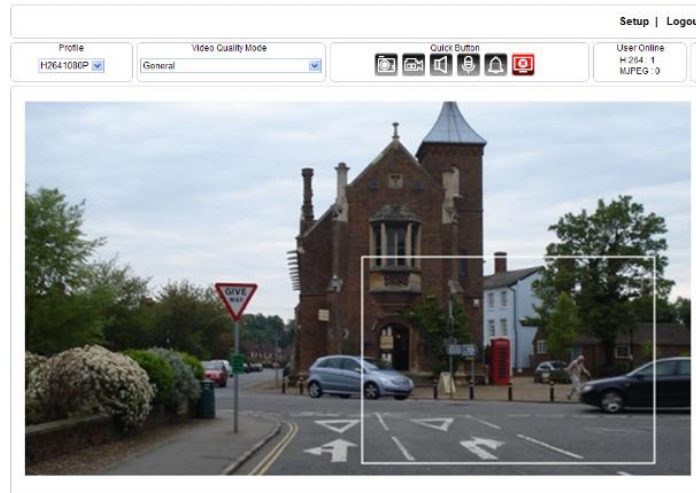 Setup | Logou
Profile
Video Quality Mode
Quick Button
User Online
H2641080P
General
H.264 : 1
MJPEG : 0
GIVE
WAY